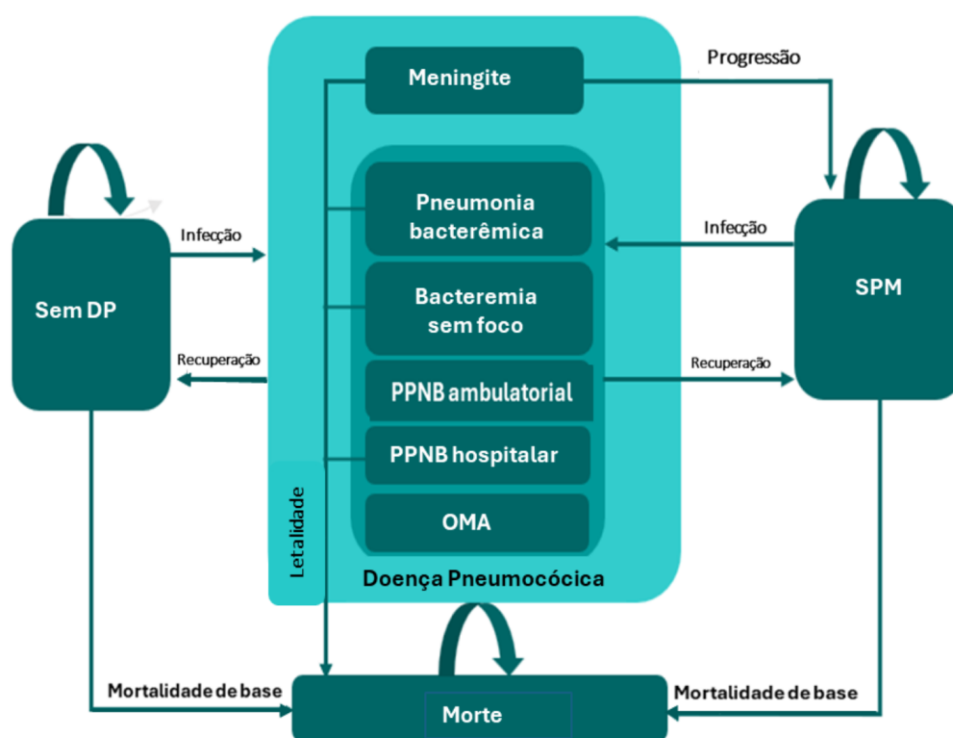 Meningite
Progressão
Pneumonia
bacterêmica
Infecção
Infecção
Sem DP
Bacteremia
sem foco
SPM
Recuperação
PPNB ambulatorial
Recuperação
PPNB hospitalar
Letalidade
OMA
Doença Pneumocócica
Mortalidade de base
Morte
Mortalidade de base